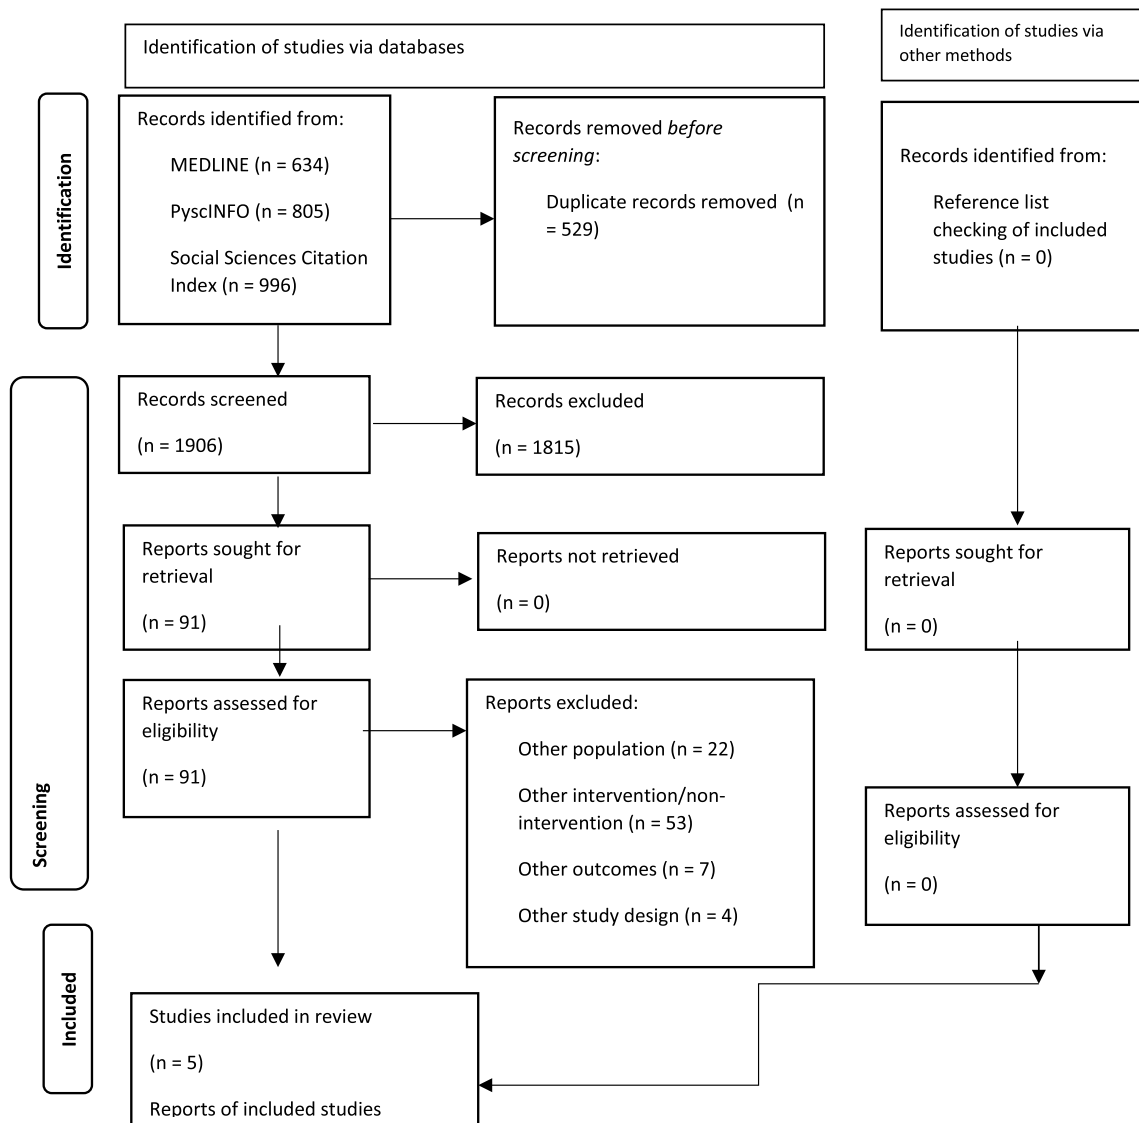 Identification of studies via databases
Identification of studies via
other methods
Identification
Records identified from:
MEDLINE (n = 634)
PyscINFO (n = 805)
Social Sciences Citation
Index (n = 996)
Records removed before
screening:
Duplicate records removed  (n
= 529)
Records identified from:
Reference list
checking of included
studies (n = 0)
Screening
Records screened
(n = 1906)
Records excluded
(n = 1815)
Reports sought for
retrieval
(n = 91)
Reports not retrieved
(n = 0)
Reports sought for
retrieval
(n = 0)
Reports assessed for
eligibility
(n = 91)
Reports excluded:
Other population (n = 22)
Other intervention/non-
intervention (n = 53)
Other outcomes (n = 7)
Other study design (n = 4)
Reports assessed for
eligibility
(n = 0)
Included
Studies included in review
(n = 5)
Reports of included studies